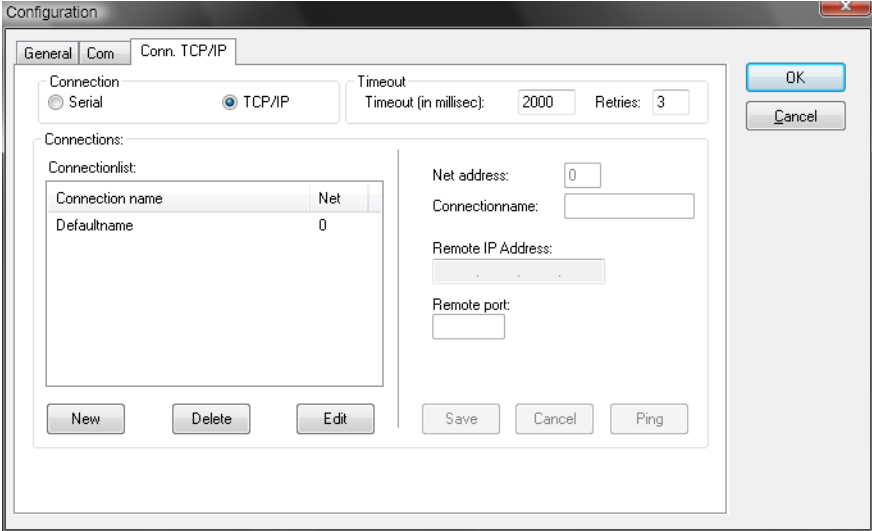 Configuration
General Com Conn. TCP/IP
Connection
Serial TCP/IP
Timeout
Timeout (in millisec): 2000 Retries: 3
OK
Cancel
Connections:
Connectionlist:
Connection name Net
Defaultname 0
New Delete Edit
Net address: 0
Connectionname:
Remote IP Address:
. . .
Remote port:
Save Cancel Ping